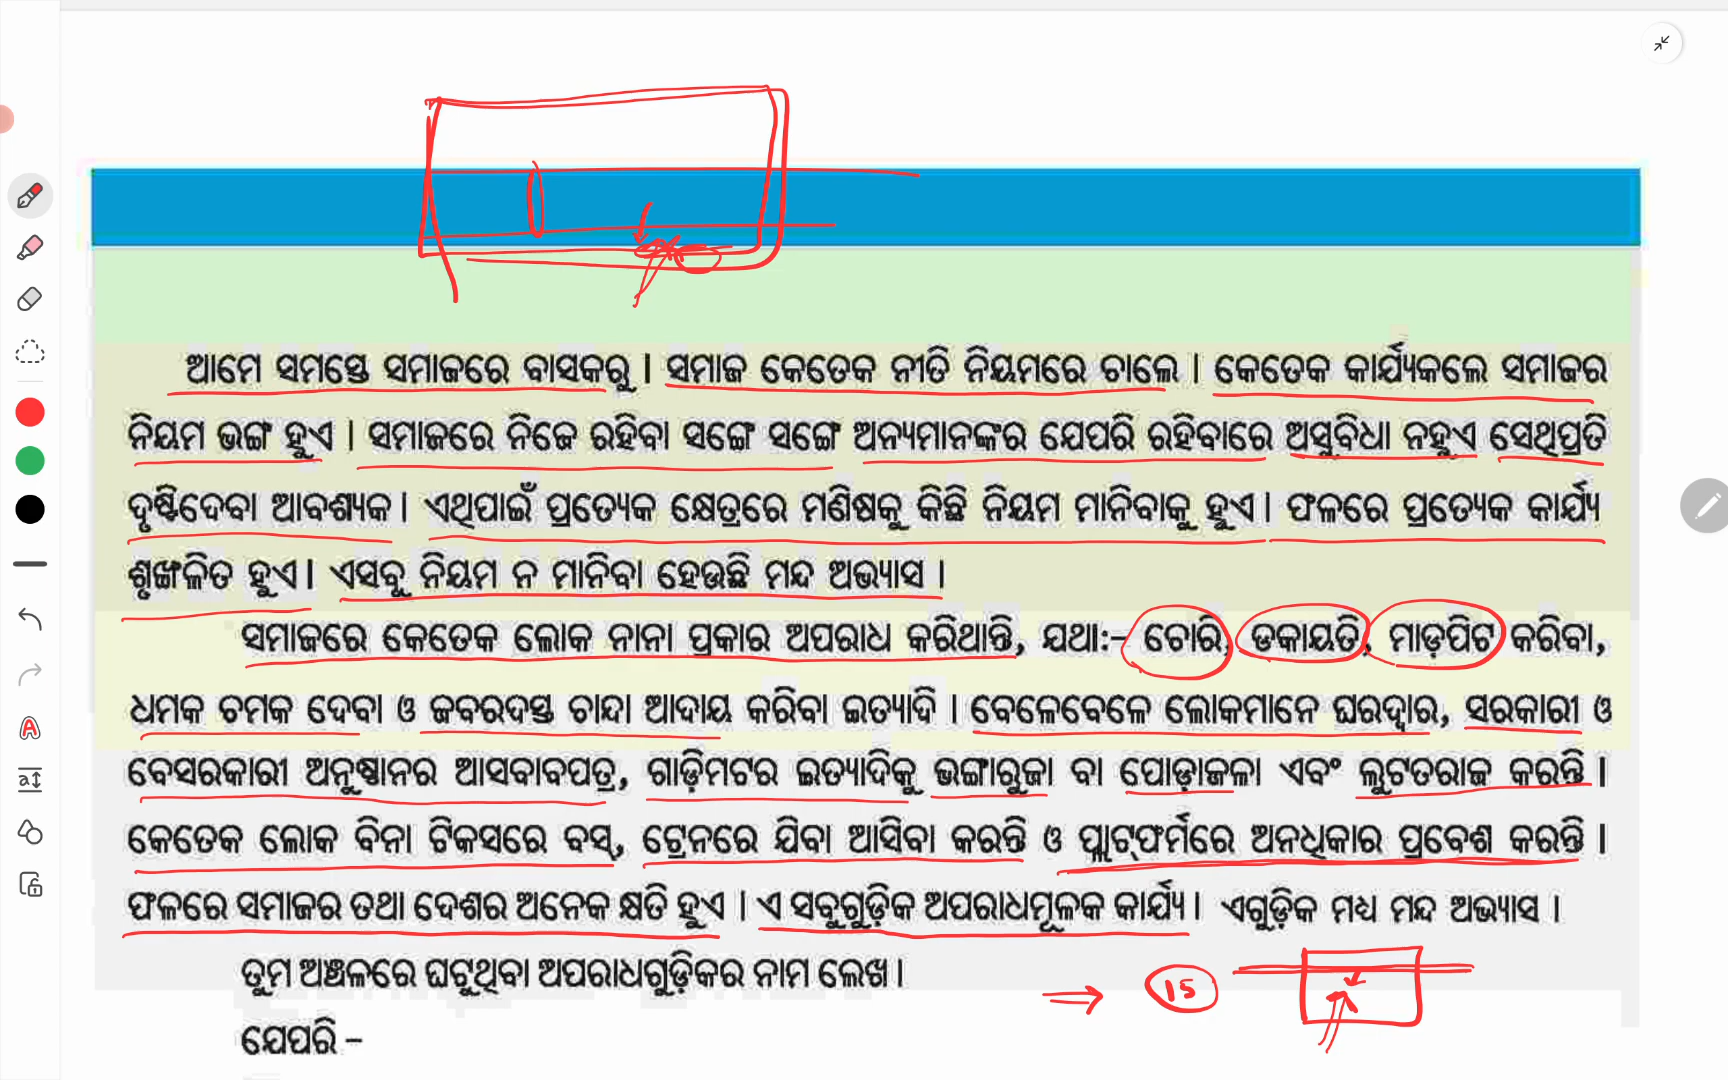 ଆମେ ସମସ୍ତେ ସମାଜରେ ବାସକରୁ । ସମାଜ କେତେକ ନୀତି ନିୟମରେ ଚାଲେ । କେତେକ କାର୍ଯ୍ୟକଲେ ସମାଜର
ନିୟମ ଭଙ୍ଗ ହୁଏ । ସମାଜରେ ନିଜେ ରହିବା ସଙ୍ଗେ ସଙ୍ଗେ ଅନ୍ୟମାନଙ୍କର ଯେପରି ରହିବାରେ ଅସୁବିଧା ନହୁଏ ସେଥିପ୍ରତି
ଦୃଷ୍ଟିଦେବା ଆବଶ୍ୟକ । ଏଥିପାଇଁ ପ୍ରତ୍ୟେକ କ୍ଷେତ୍ରରେ ମଣିଷକୁ କିଛି ନିୟମ ମାନିବାକୁ ହୁଏ । ଫଳରେ ପ୍ରତ୍ୟେକ କାର୍ଯ୍ୟ
ଶୃଙ୍ଖଳିତ ହୁଏ । ଏସବୁ ନିୟମ ନ ମାନିବା ହେଉଛି ମନ୍ଦ ଅଭ୍ୟାସ ।
ସମାଜରେ କେତେକ ଲୋକ ନାନା ପ୍ରକାର ଅପରାଧ କରିଥାନ୍ତି, ଯଥା:- ଚୋରି, ଡକାୟତି, ମାଡ଼ପିଟ କରିବା,
ଧମକ ଚମକ ଦେବା ଓ ଜବରଦସ୍ତ ଚାନ୍ଦା ଆଦାୟ କରିବା ଇତ୍ୟାଦି । ବେଳେବେଳେ ଲୋକମାନେ ଘରଦ୍ୱାର, ସରକାରୀ ଓ
ବେସରକାରୀ ଅନୁଷ୍ଠାନର ଆସବାବପତ୍ର, ଗାଡ଼ିମଟର ଇତ୍ୟାଦିକୁ ଭଙ୍ଗାରୁଜା ବା ପୋଡ଼ାଜଳା ଏବଂ ଲୁଟତରାଜ କରନ୍ତି ।
କେତେକ ଲୋକ ବିନା ଟିକସରେ ବସ୍, ଟ୍ରେନରେ ଯିବା ଆସିବା କରନ୍ତି ଓ ପ୍ଲାଟ୍‌ଫର୍ମରେ ଅନଧିକାର ପ୍ରବେଶ କରନ୍ତି ।
ଫଳରେ ସମାଜର ତଥା ଦେଶର ଅନେକ କ୍ଷତି ହୁଏ । ଏ ସବୁଗୁଡ଼ିକ ଅପରାଧମୂଳକ କାର୍ଯ୍ୟ । ଏଗୁଡ଼ିକ ମଧ୍ୟ ମନ୍ଦ ଅଭ୍ୟାସ ।
ତୁମ ଅଞ୍ଚଳରେ ଘଟୁଥିବା ଅପରାଧଗୁଡ଼ିକର ନାମ ଲେଖ ।
15
ଯେପରି –